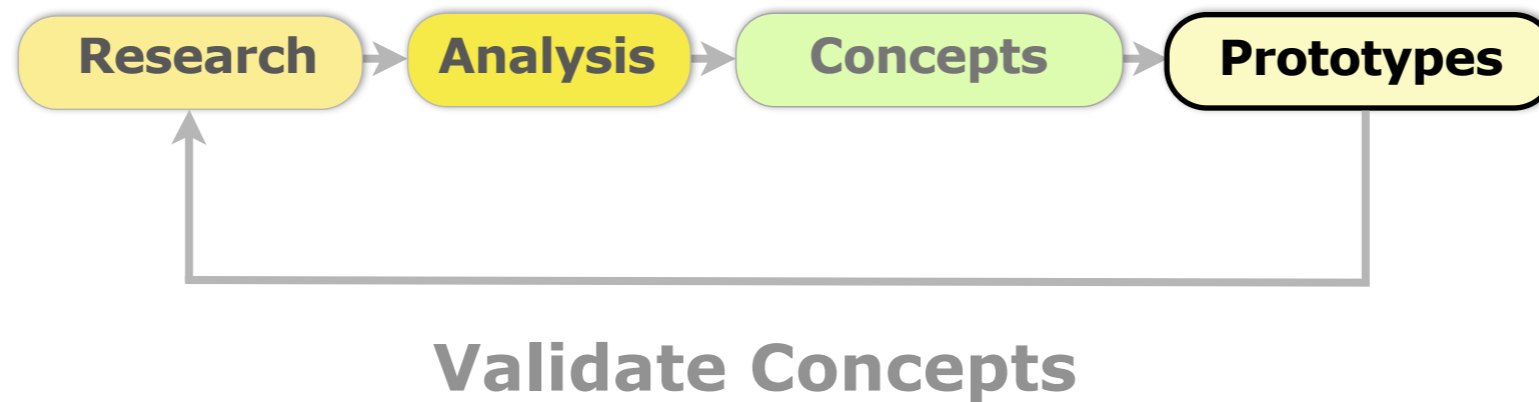 Research
Analysis
Concepts
Prototypes
Validate Concepts